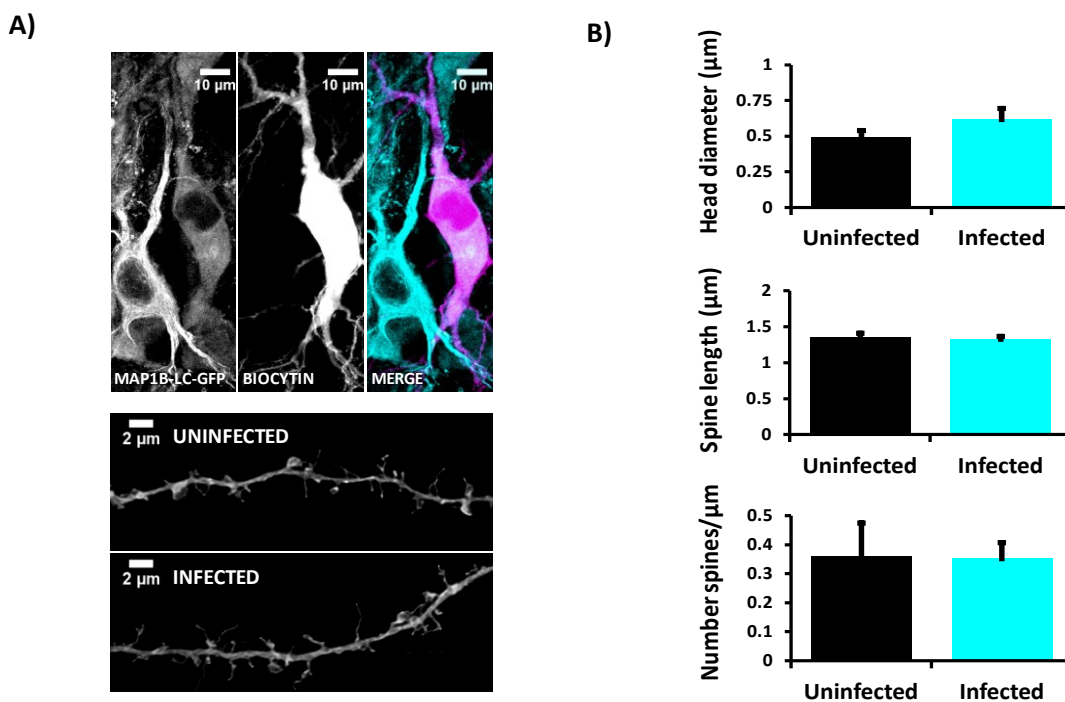 A)
10 µm
10 µm
10 µm
MAP1B-LC-GFP
BIOCYTIN
MERGE
2 µm
UNINFECTED
2 µm
INFECTED
B)
Head diameter (µm)
1
0.75
0.5
0.25
0
Uninfected
Infected
Spine length (µm)
2
1.5
1
0.5
0
Uninfected
Infected
Number spines/µm
0.5
0.4
0.3
0.2
0.1
0
Uninfected
Infected